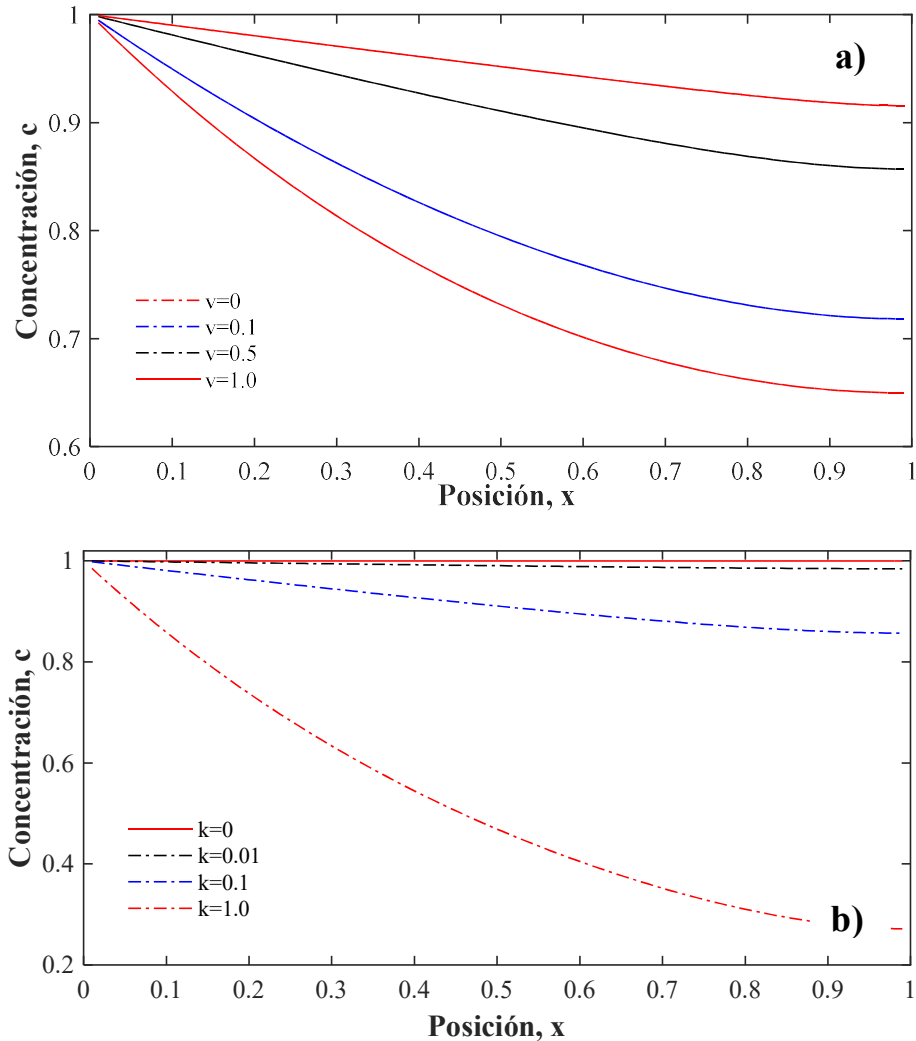 1
0.9
0.8
0.7
0.6
Concentración, c
a)
v=0
v=0.1
v=0.5
v=1.0
0 0.1 0.2 0.3 0.4 0.5 0.6 0.7 0.8 0.9 1
Posición, x
1
0.8
0.6
0.4
0.2
Concentración, c
k=0
k=0.01
k=0.1
k=1.0
b)
0 0.1 0.2 0.3 0.4 0.5 0.6 0.7 0.8 0.9 1
Posición, x